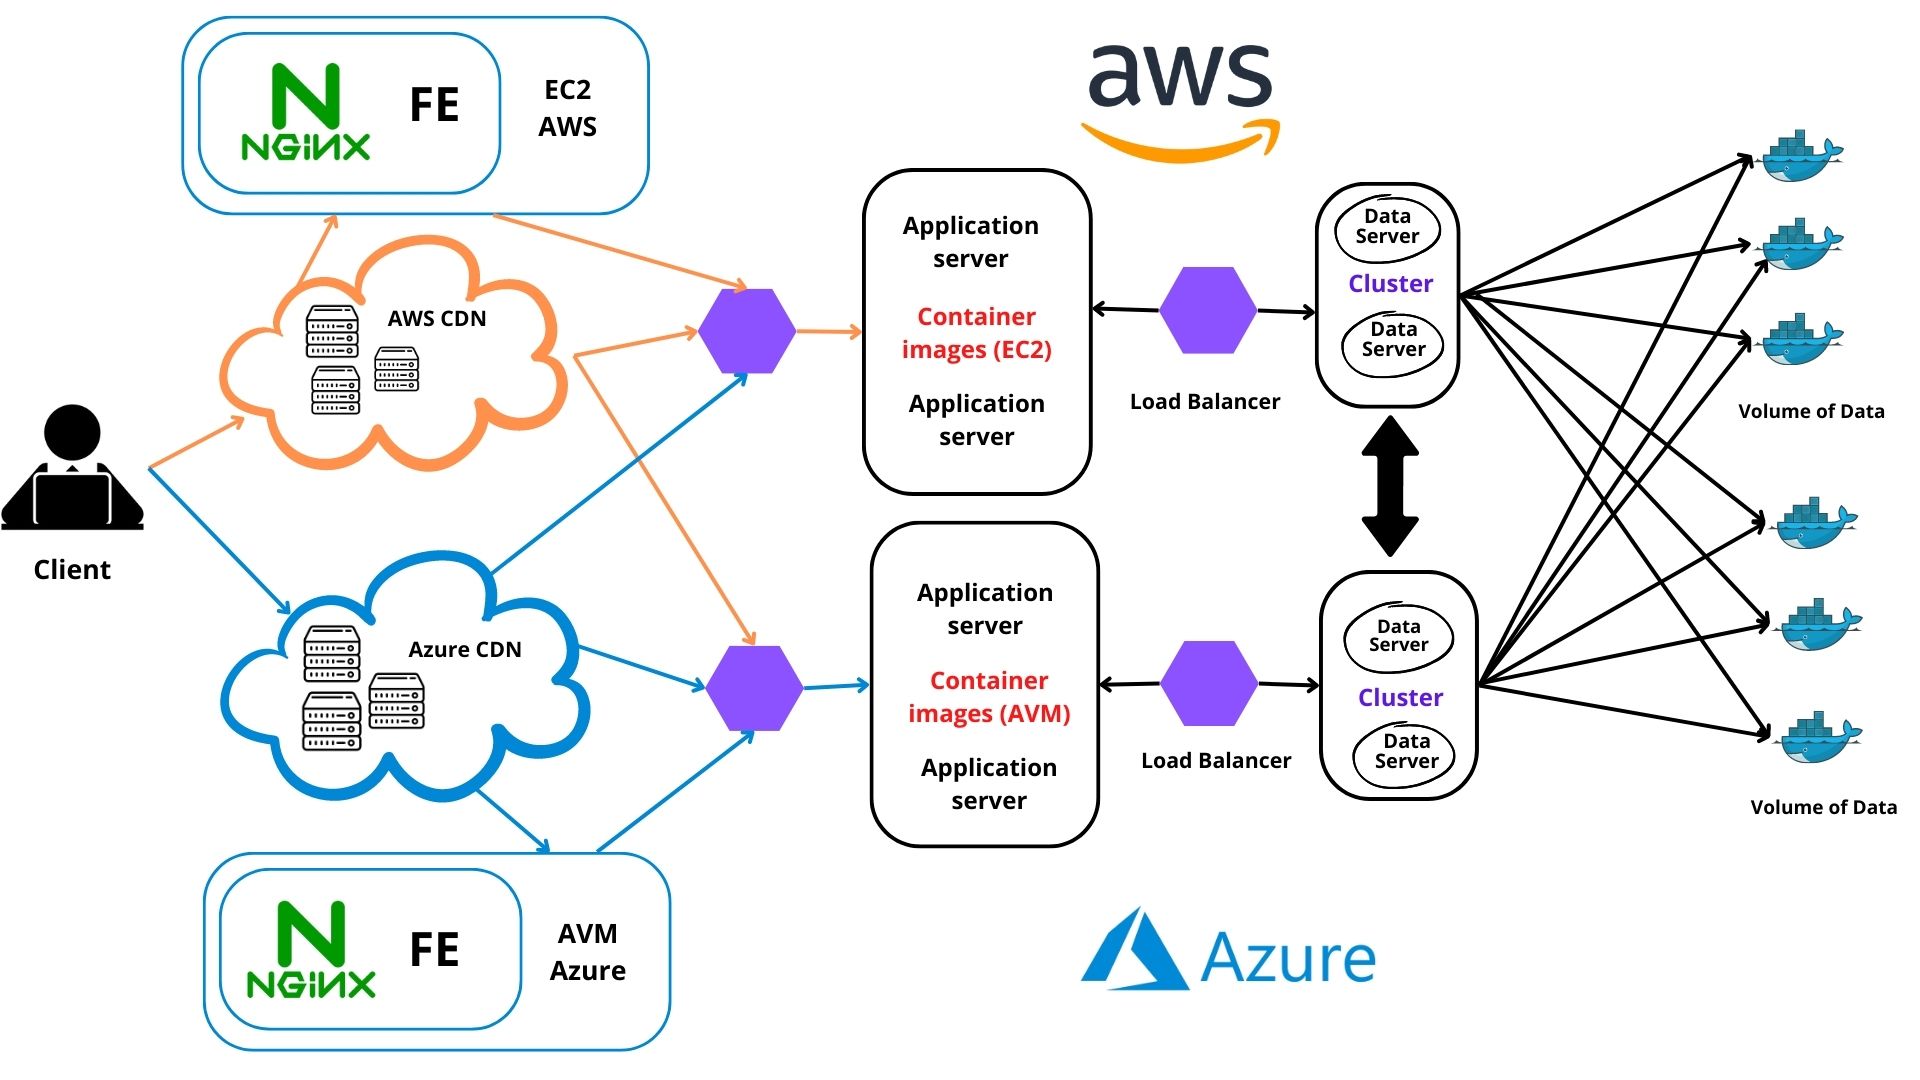 NGiNX
FE
EC2
AWS
aws
AWS CDN
Client
Application
server
Container
images (EC2)
Application
server
Load Balancer
Data
Server
Cluster
Data
Server
Volume of Data
Azure CDN
Application
server
Container
images (AVM)
Application
server
Load Balancer
Data
Server
Cluster
Data
Server
Volume of Data
NGiNX
FE
AVM
Azure
Azure